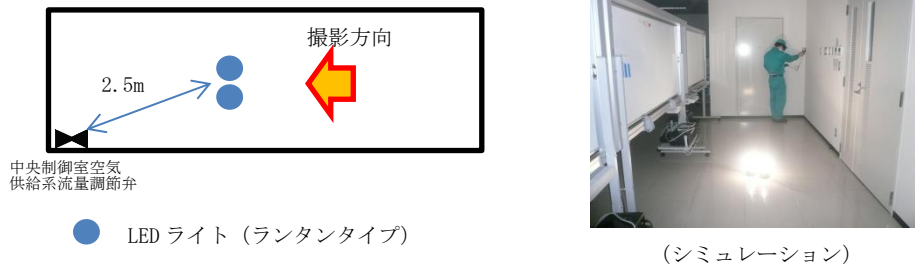 撮影方向
2.5m
中央制御室空気
供給系流量調節弁
LEDライト（ランタンタイプ）
（シミュレーション）